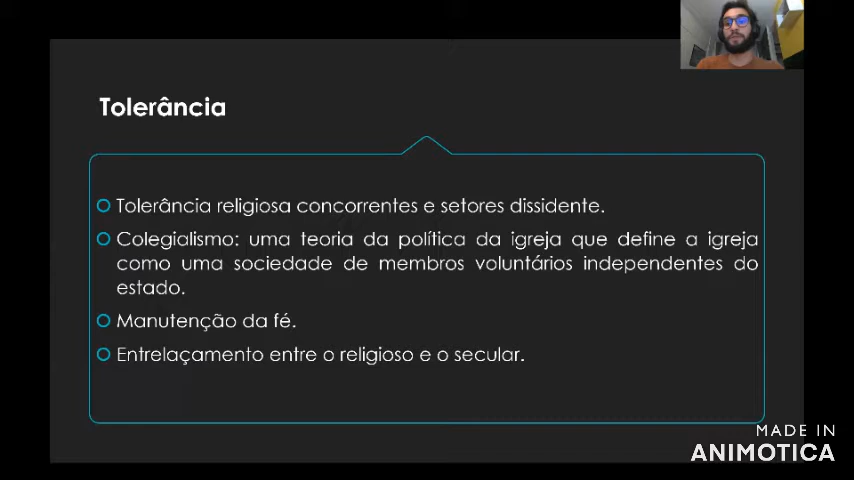 Tolerância
Tolerância religiosa concorrentes e setores dissidente.
Colegialismo: uma teoria da política da igreja que define a igreja
como uma sociedade de membros voluntários independentes do
estado.
Manutenção da fé.
Entrelaçamento entre o religioso e o secular.
MADE IN
ANIMOTICA